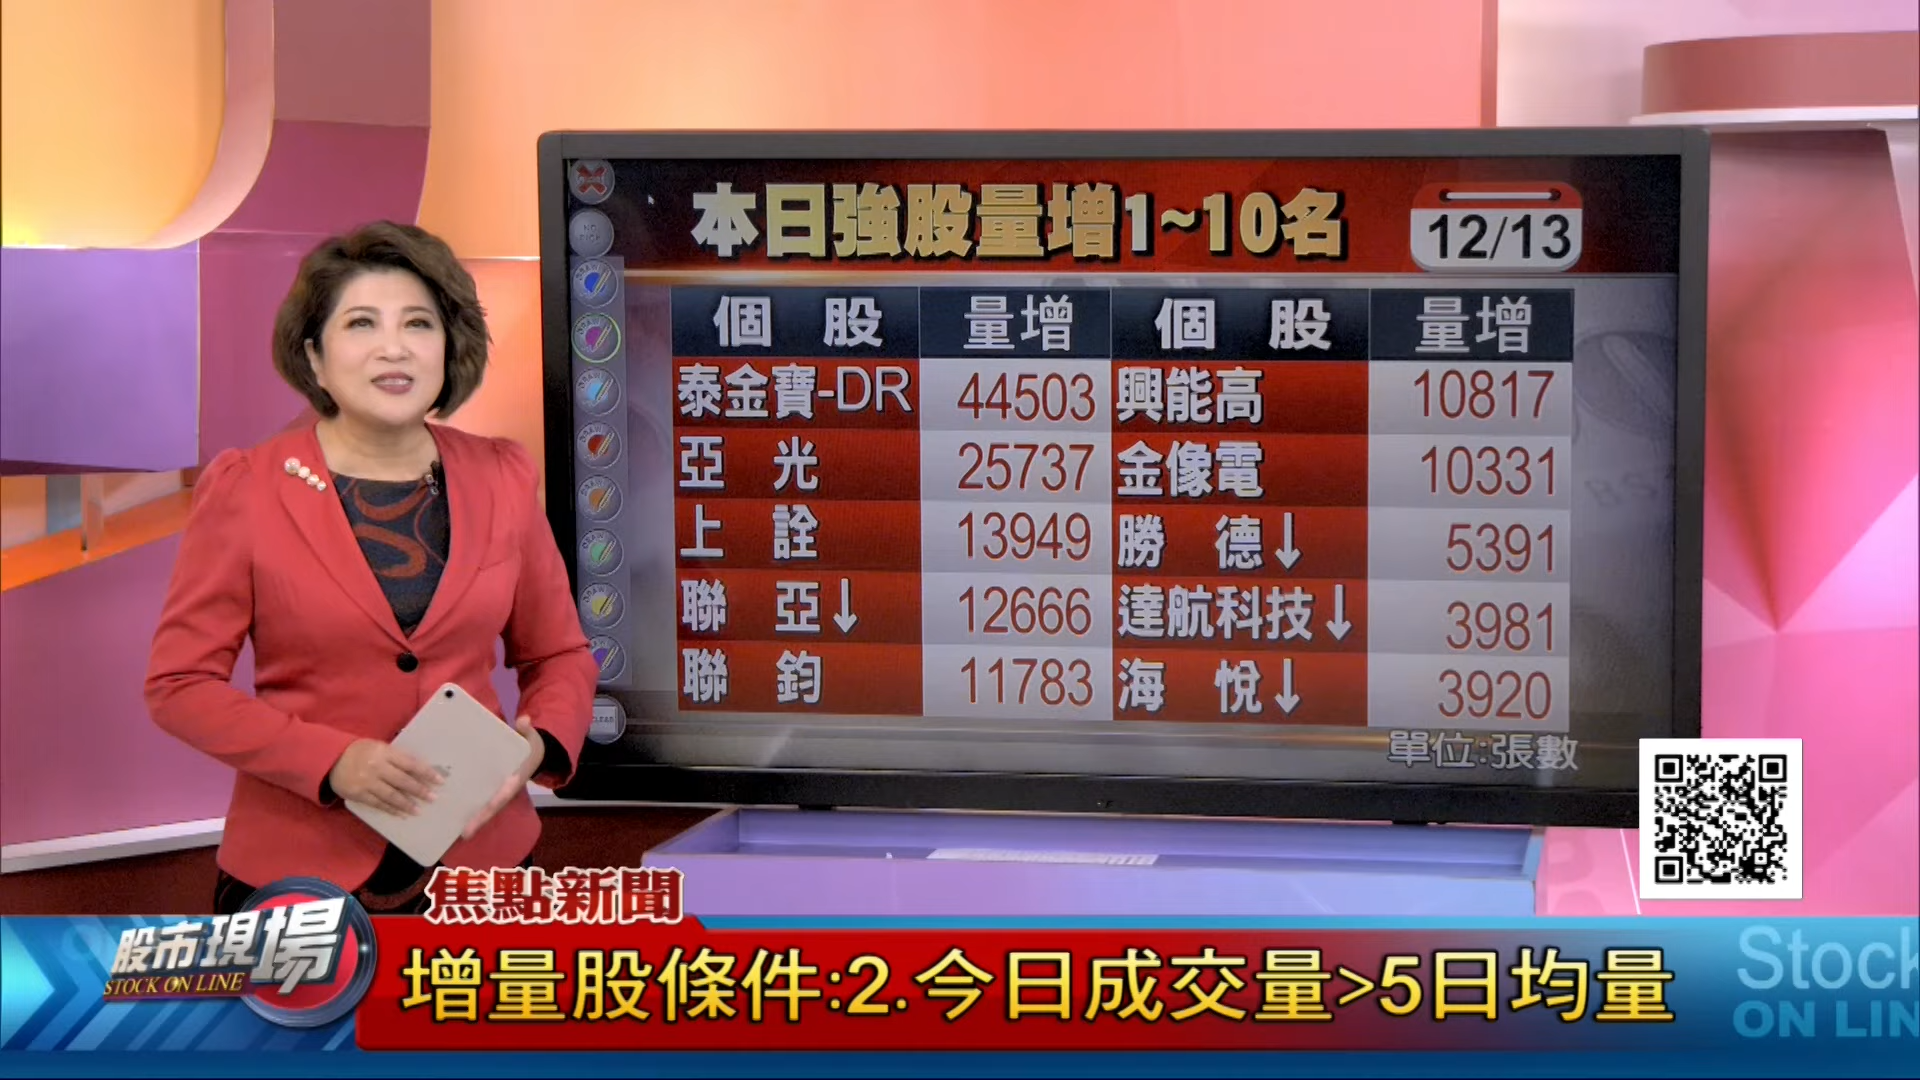 本日強股量增1~10名
12/13
個 股 量增 個 股 量增
泰金寶-DR 44503 興能高 10817
亞 光 25737 金像電 10331
上 詮 13949 勝 德↓ 5391
聯 亞↓ 12666 達航科技↓ 3981
聯 鈞 11783 海 悅↓ 3920
單位:張數
焦點新聞
股市現場
STOCK ON LINE
增量股條件:2.今日成交量>5日均量
Stock
ON LIN